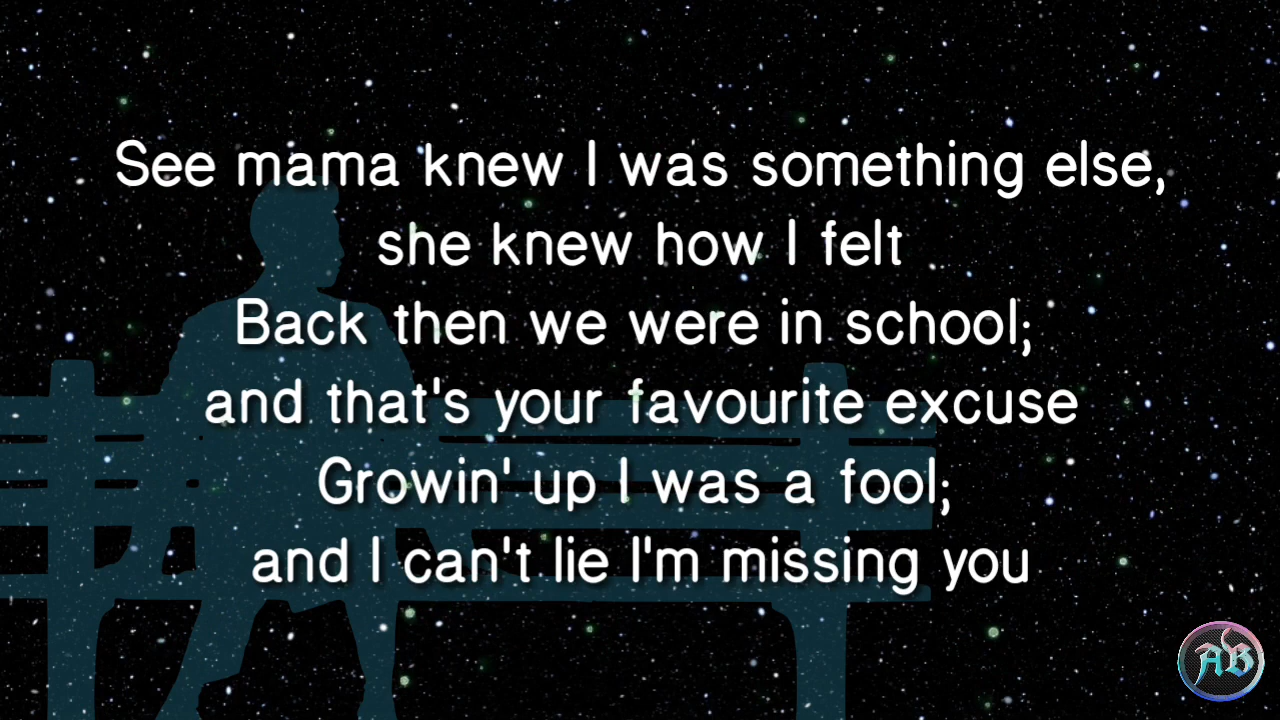 See mama knew I was something else,
she knew how I felt
Back then we were in school;
and that's your favourite excuse
Growin' up I was a fool;
and I can't lie I'm missing you
AB